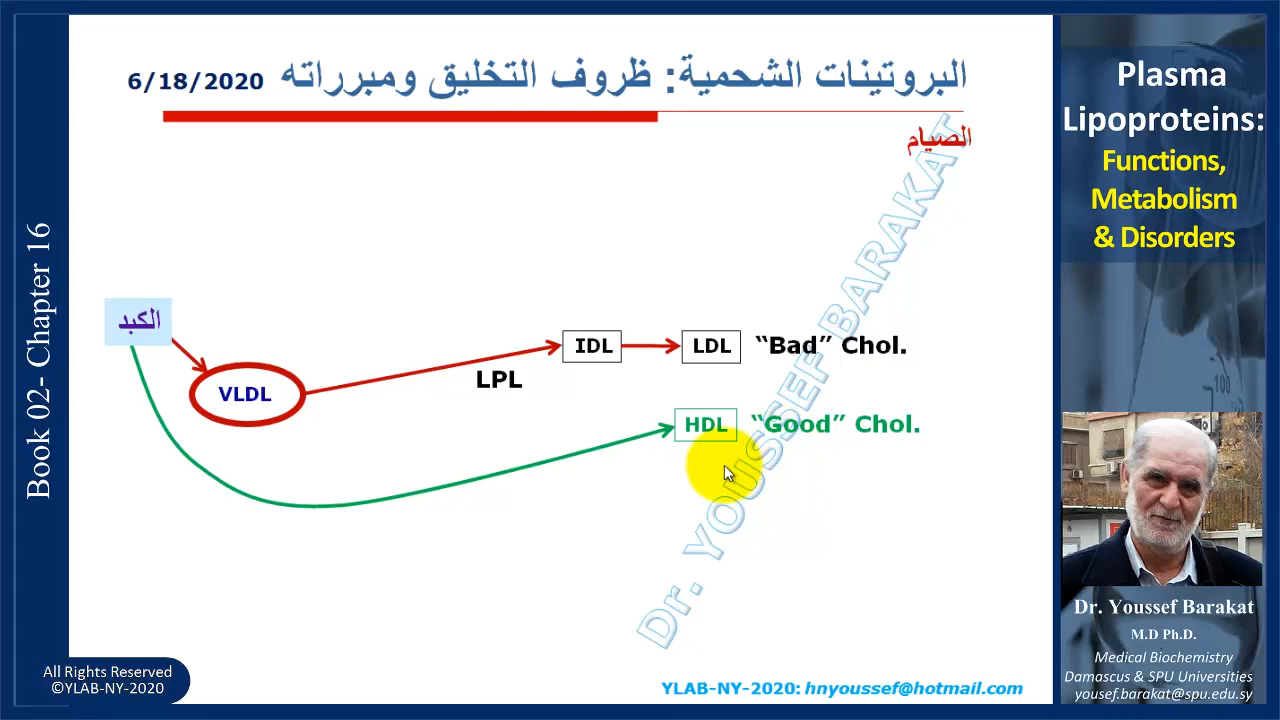 البروتينات الشحمية: ظروف التخليق ومبرراته 6/18/2020
الصيام
الكبد
VLDL
LPL
IDL
LDL
“Bad” Chol.
HDL
“Good” Chol.
Dr. YOUSSEF BARAKAT
YLAB-NY-2020: hnyoussef@hotmail.com
Book 02- Chapter 16
All Rights Reserved
©YLAB-NY-2020
Plasma
Lipoproteins:
Functions,
Metabolism
& Disorders
100
Dr. Youssef Barakat
M.D Ph.D.
Medical Biochemistry
Damascus & SPU Universities
yousef.barakat@spu.edu.sy